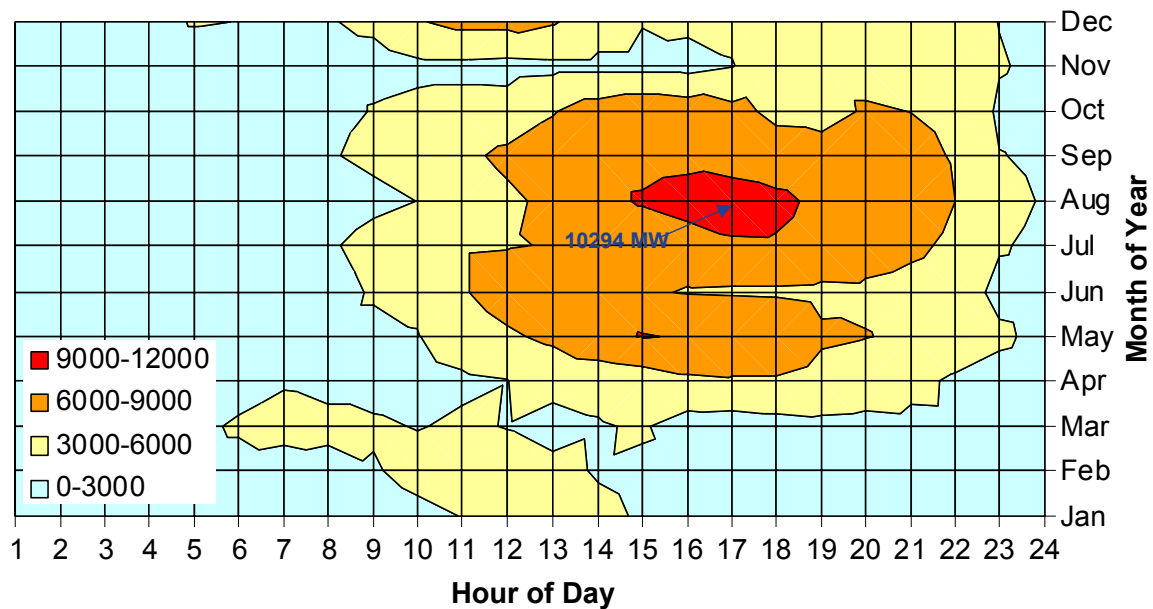 Dec
Nov
Oct
Sep
Aug
10294 MW
Jul
Jun
May
Apr
Mar
Feb
Jan
Month of Year
9000-12000
6000-9000
3000-6000
0-3000
1 2 3 4 5 6 7 8 9 10 11 12 13 14 15 16 17 18 19 20 21 22 23 24
Hour of Day